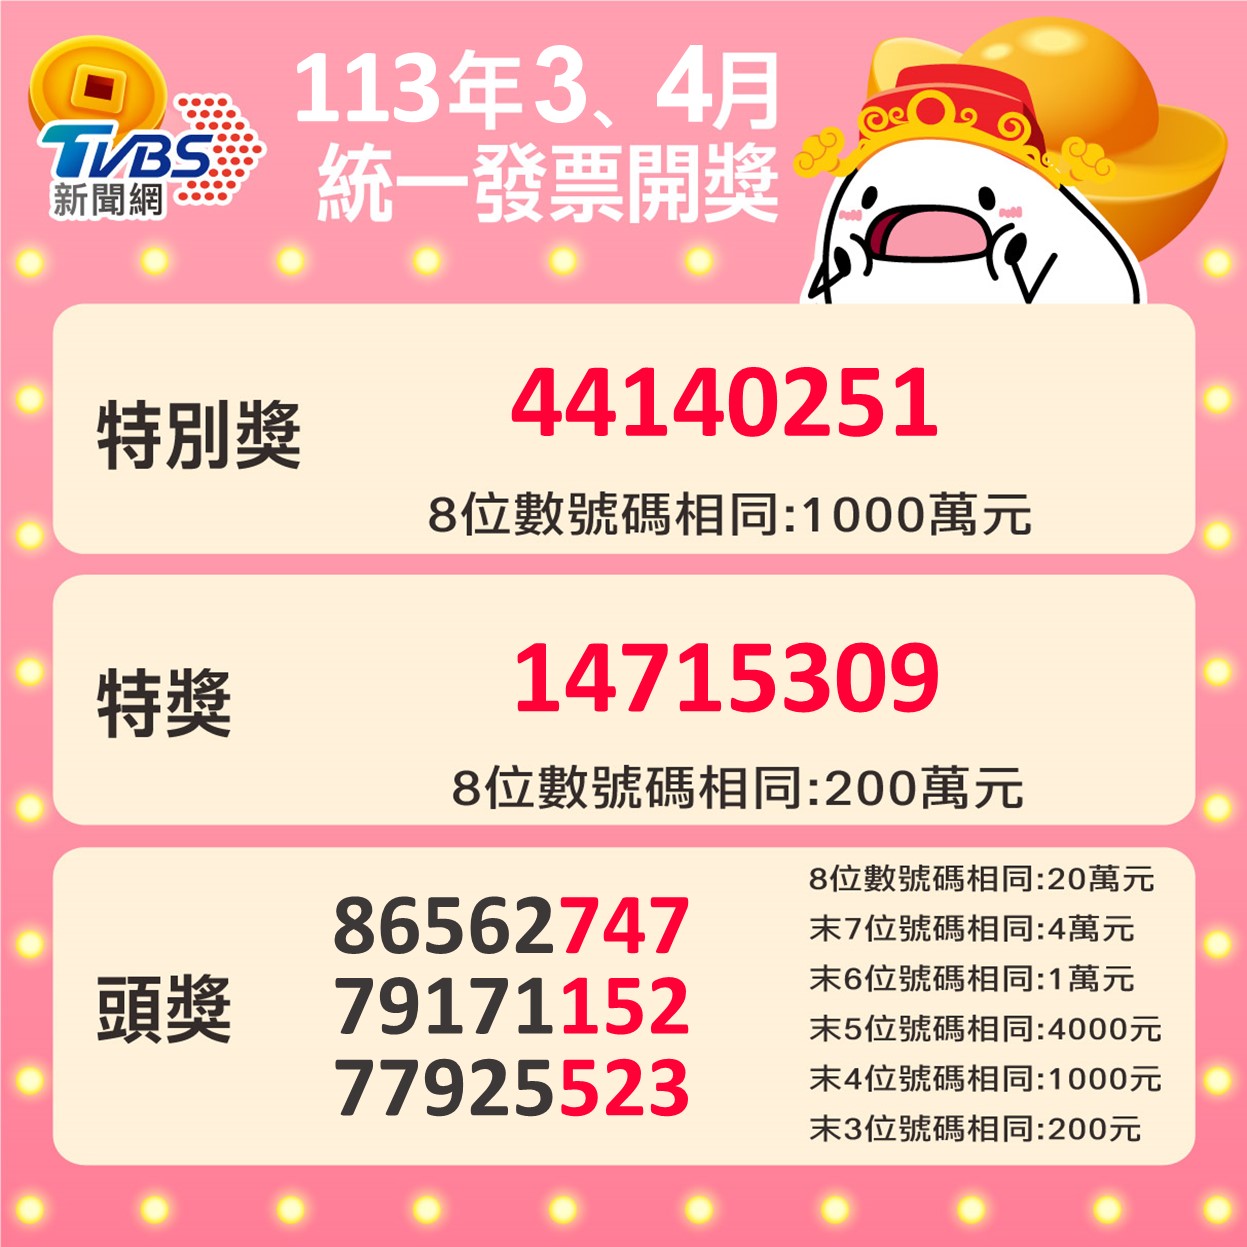 TVBS
新聞網
113年3、4月
統一發票開獎
特別獎
44140251
8位數號碼相同:1000萬元
特獎
14715309
8位數號碼相同:200萬元
頭獎
86562747
79171152
77925523
8位數號碼相同:20萬元
末7位號碼相同:4萬元
末6位號碼相同:1萬元
末5位號碼相同:4000元
末4位號碼相同:1000元
末3位號碼相同:200元